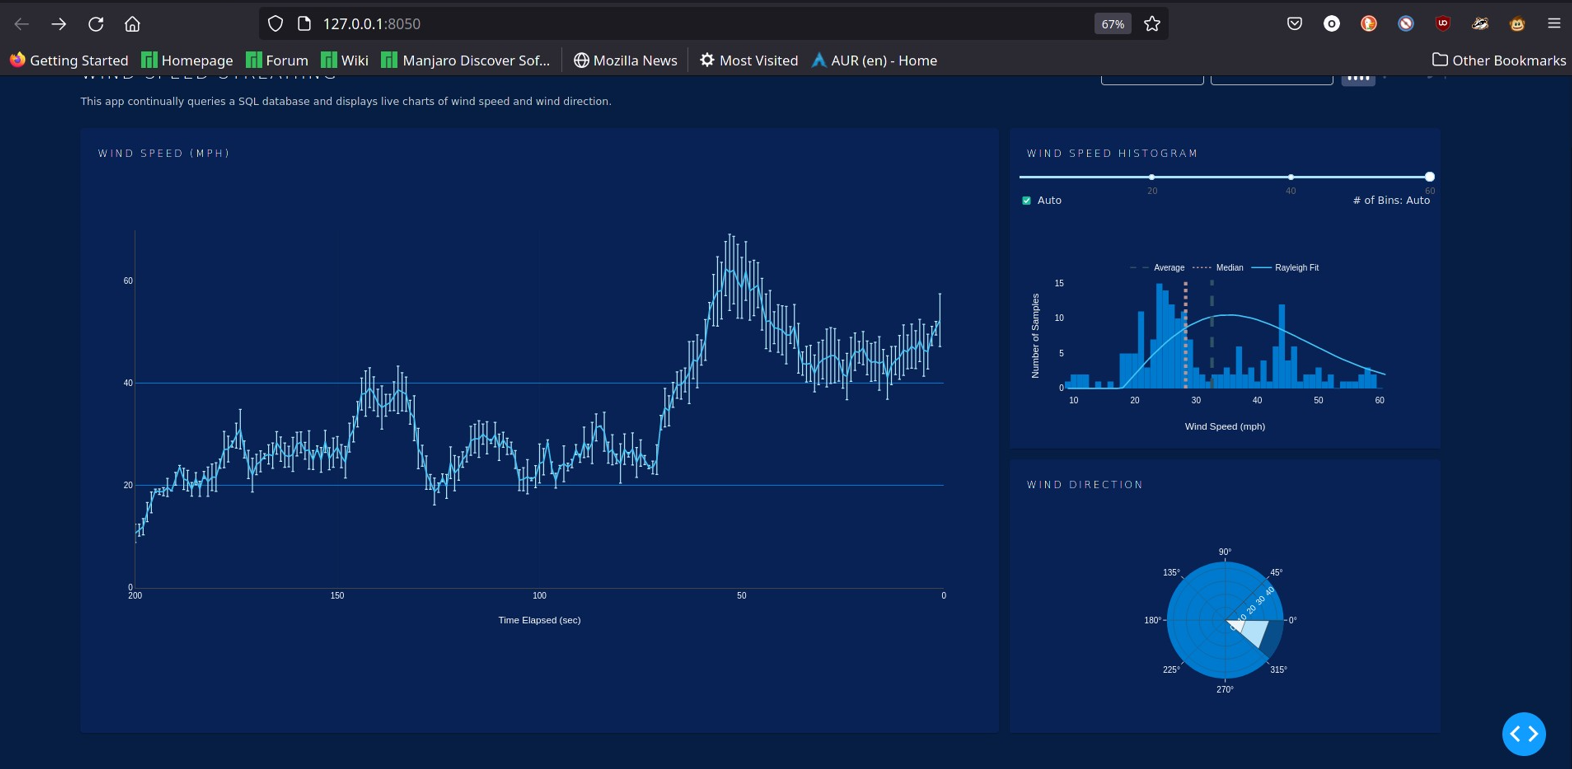 127.0.0.1:8050
67%
Getting Started Homepage Forum Wiki Manjaro Discover Sof... Mozilla News Most Visited AUR (en) - Home Other Bookmarks
WIND SPEED STREAMING
This app continually queries a SQL database and displays live charts of wind speed and wind direction.
WIND SPEED (MPH)
60
40
20
0
200 150 100 50 0
Time Elapsed (sec)
WIND SPEED HISTOGRAM
20 40 60
Auto # of Bins: Auto
Average Median Rayleigh Fit
15
10
5
0
Number of Samples
10 20 30 40 50 60
Wind Speed (mph)
WIND DIRECTION
90°
135° 45°
180° 0°
10 20 30 40
225° 315°
270°